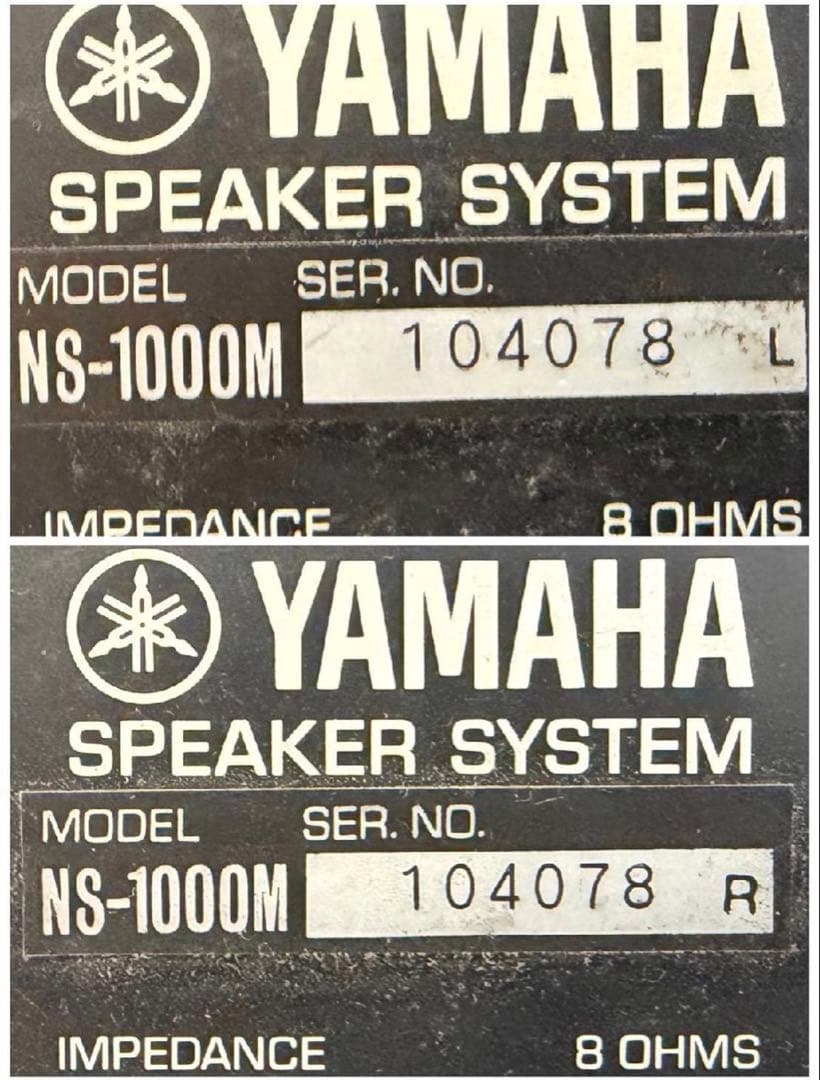 YAMAHA
SPEAKER SYSTEM
MODEL SER. NO.
NS-1000M 104078 L
IMPEDANCE 8 OHMS
YAMAHA
SPEAKER SYSTEM
MODEL SER. NO.
NS-1000M 104078 R
IMPEDANCE 8 OHMS